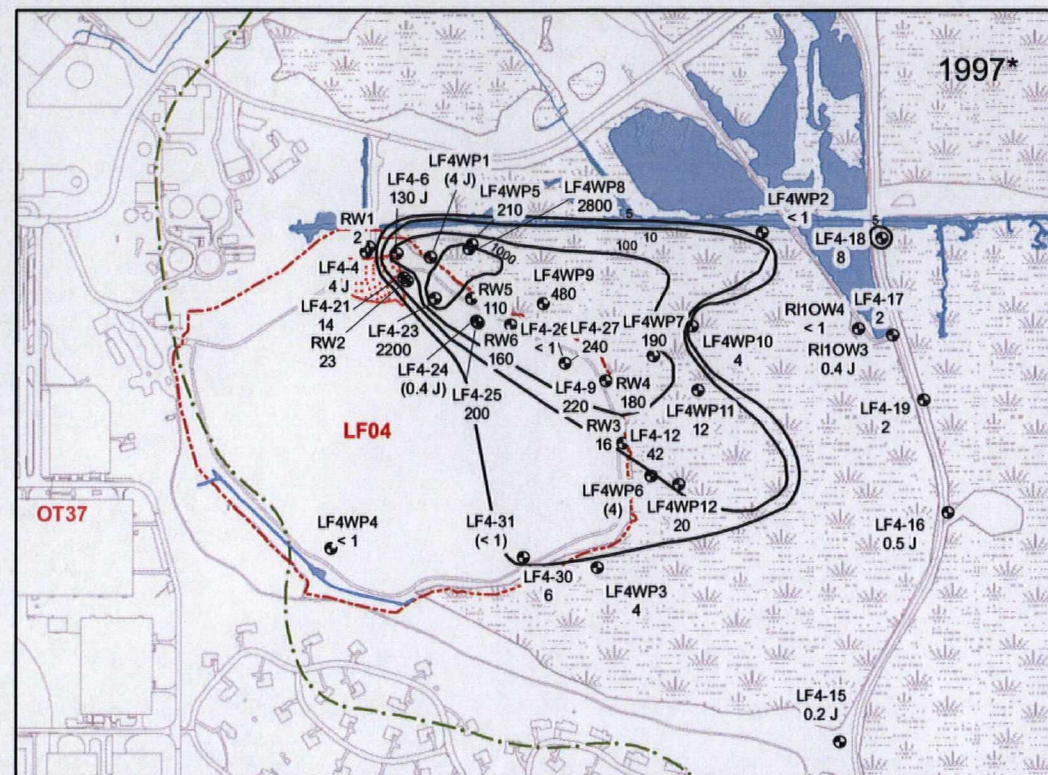 1997*
LF4WP1
(4 J)
LF4-6
130 J
LF4WP5
210
LF4WP8
2800
RW1
2
LF4WP2
< 1
5
10
100
1000
5
LF4-18
8
LF4-4
4 J
LF4WP9
480
LF4-21
14
RW2
23
RW5
110
LF4-23
2200
RW6
160
LF4-26
< 1
LF4-27
240
LF4WP7
190
LF4WP10
4
RI1OW4
< 1
RI1OW3
0.4 J
LF4-17
2
LF4-24
(0.4 J)
LF4-25
200
LF4-9
220
RW4
180
LF4WP11
12
LF4-19
2
LF04
RW3
16
LF4-12
42
OT37
LF4WP4
< 1
LF4WP6
(4)
LF4WP12
20
LF4-31
(< 1)
LF4-16
0.5 J
LF4-30
6
LF4WP3
4
LF4-15
0.2 J